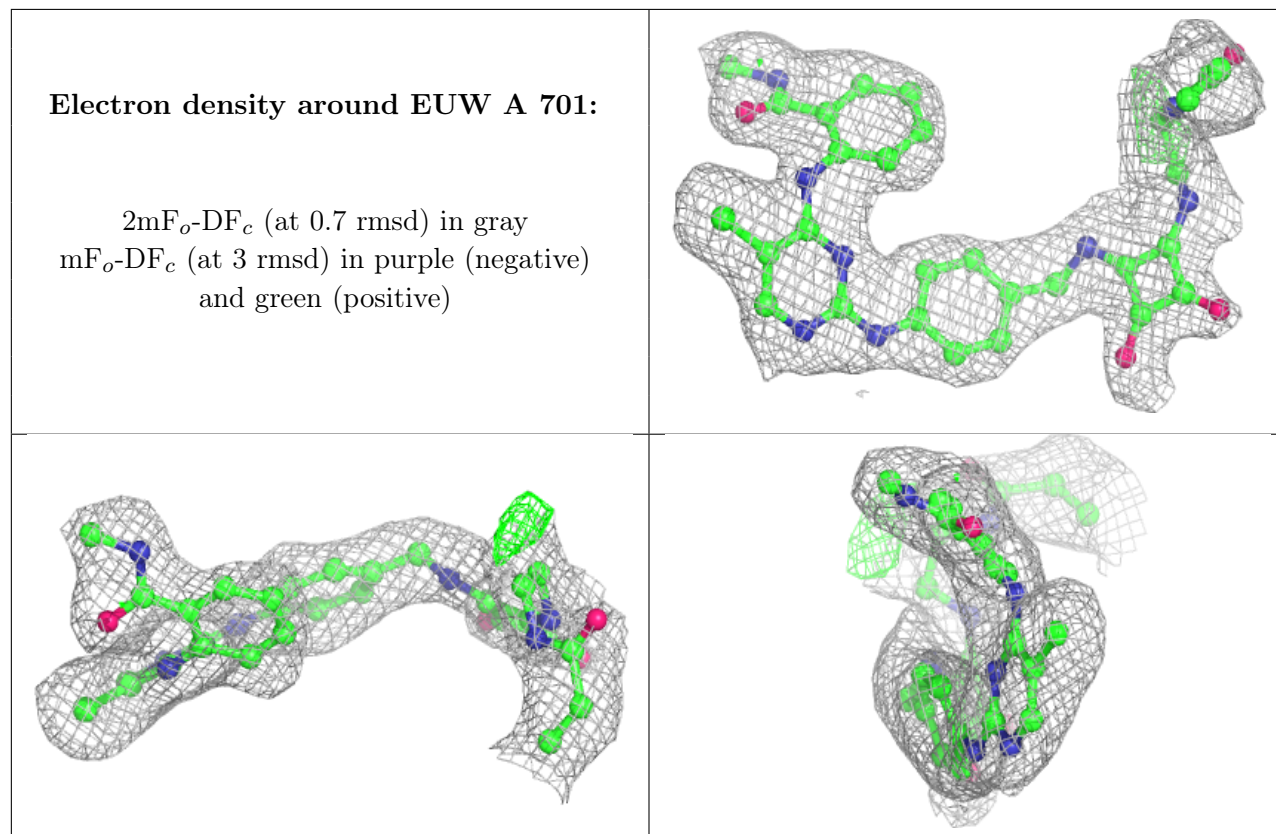 Electron density around EUW A 701:
2mFo-DFc (at 0.7 rmsd) in gray
mFo-DFc (at 3 rmsd) in purple (negative)
and green (positive)